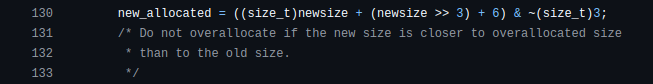 130 new_allocated = ((size_t)newsize + (newsize >> 3) + 6) & ~(size_t)3;
131 /* Do not overallocate if the new size is closer to overallocated size
132 * than to the old size.
133 */